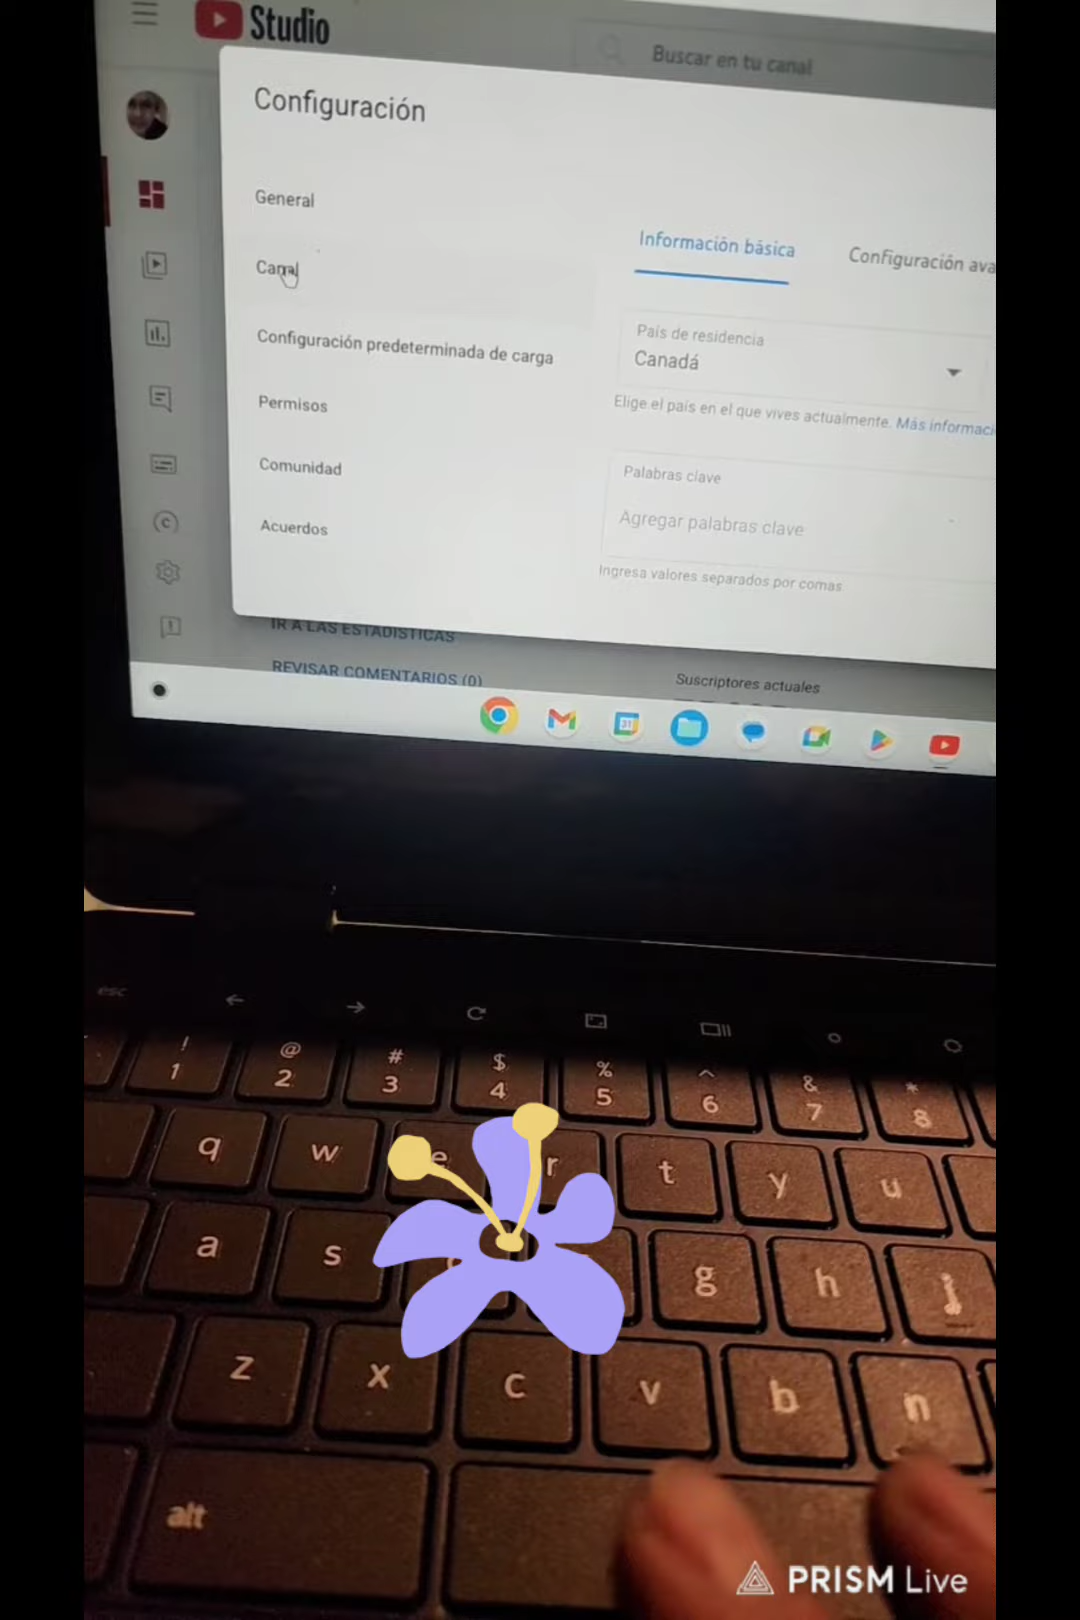 Studio
Buscar en tu canal
Configuración
General
Canal
Configuración predeterminada de carga
Permisos
Comunidad
Acuerdos
Información básica
Configuración ava
País de residencia
Canadá
Elige el país en el que vives actualmente. Más informaci
Palabras clave
Agregar palabras clave
Ingresa valores separados por comas
IR A LAS ESTADÍSTICAS
REVISAR COMENTARIOS (0)
Suscriptores actuales
31
esc
! @ # $ % ^ & *
1 2 3 4 5 6 7 8
q w e r t y u
a s g h j
z x c v b n
alt
PRISM Live